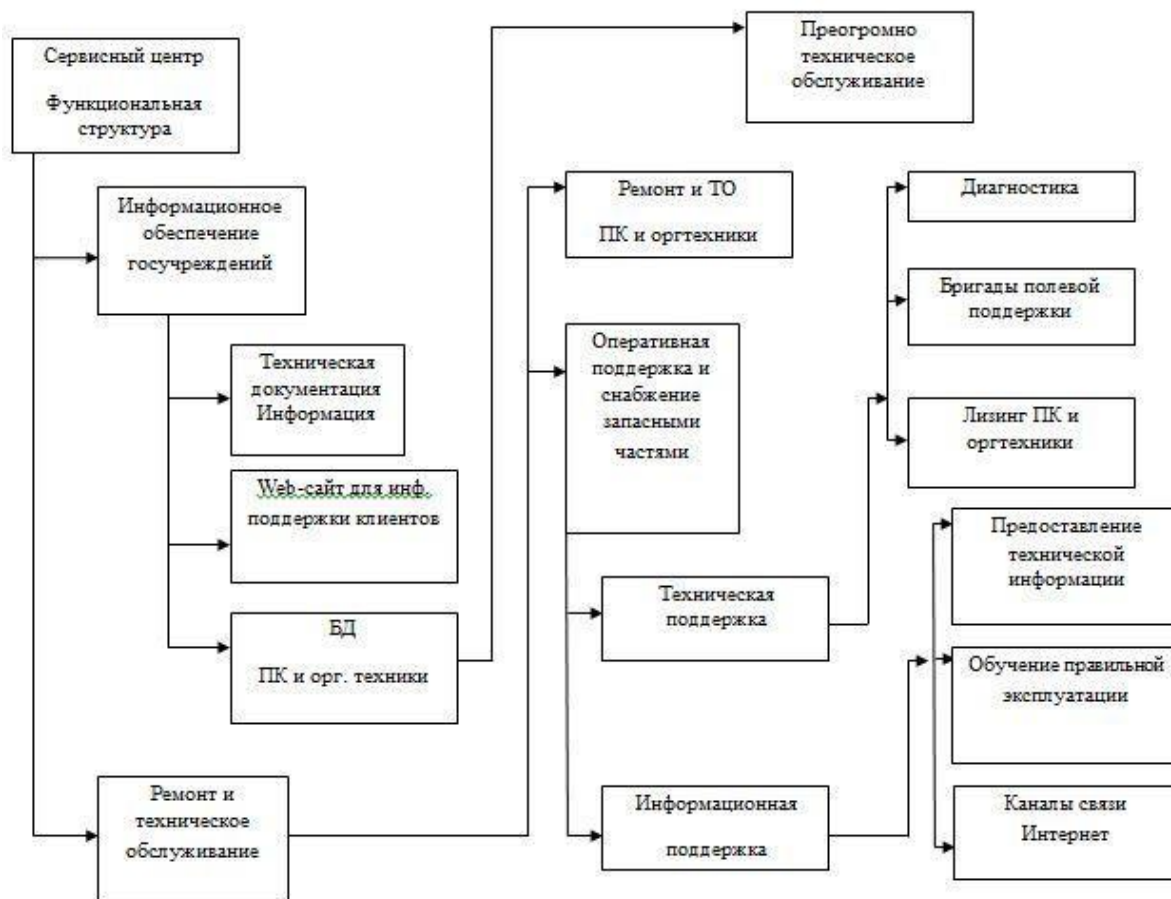 Сервисный центр
Функциональная
структура
Преогромно
техническое
обслуживание
Информационное
обеспечение
госучреждений
Ремонт и ТО
ПК и оргтехники
Диагностика
Бригады полевой
поддержки
Оперативная
поддержка и
снабжение
запасными
частями
Техническая
документация
Информация
Лизинг ПК и
оргтехники
Web-сайт для инф.
поддержки клиентов
Предоставление
технической
информации
Техническая
поддержка
БД
ПК и орг. техники
Обучение правильной
эксплуатации
Ремонт и
техническое
обслуживание
Информационная
поддержка
Каналы связи
Интернет